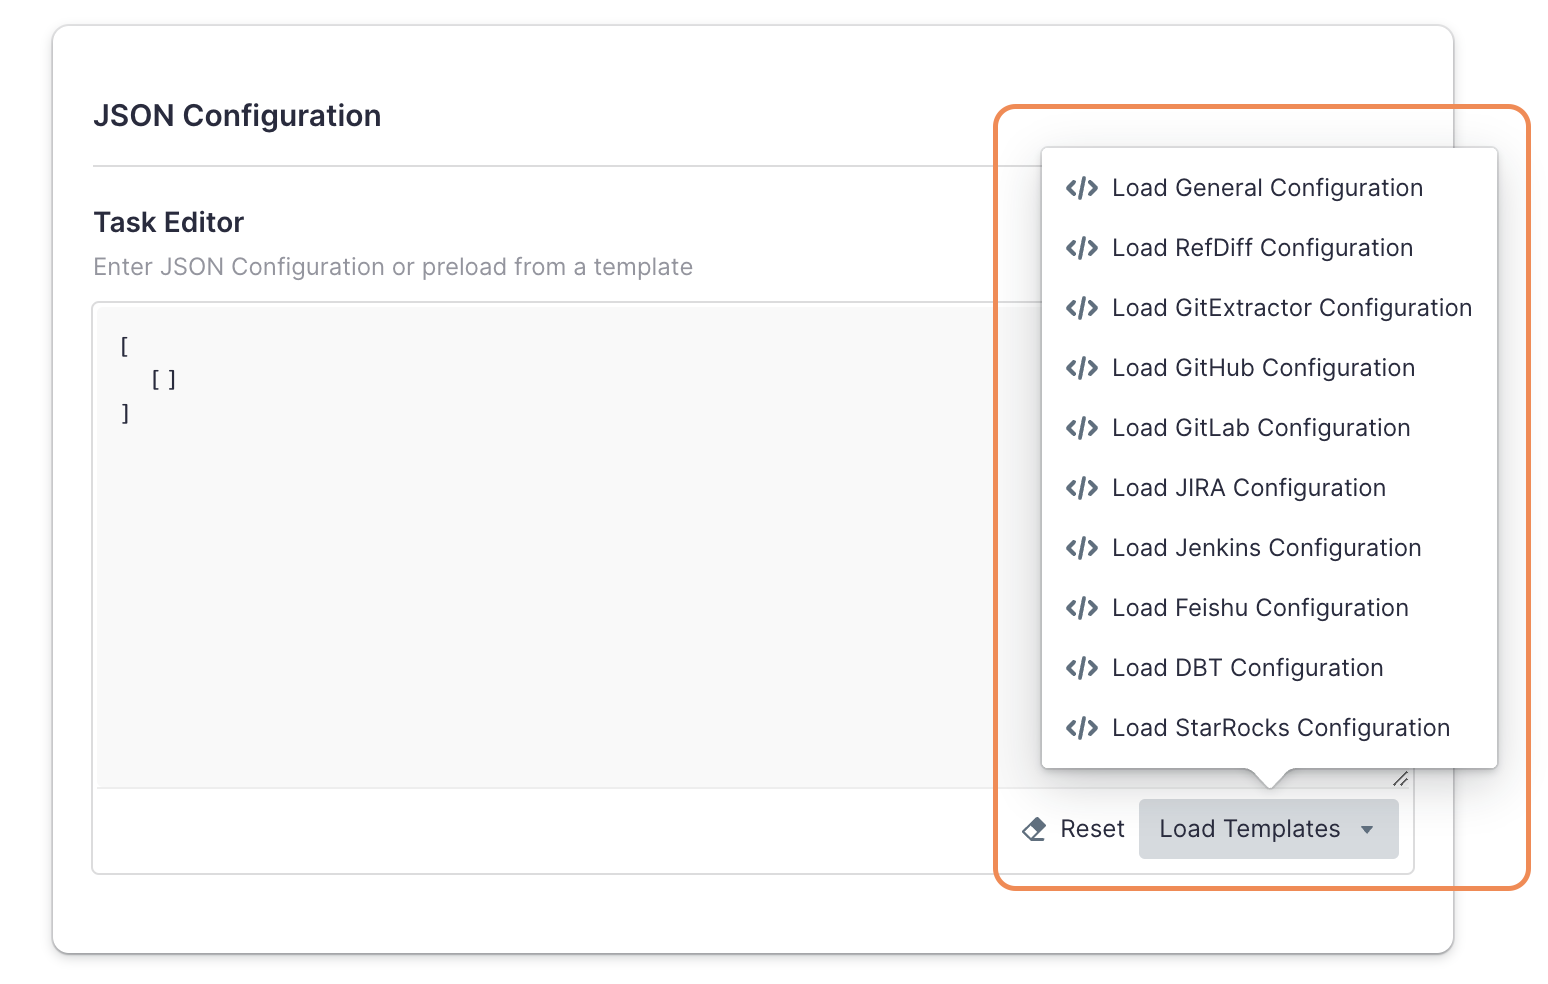 JSON Configuration
Task Editor
Enter JSON Configuration or preload from a template
[
[ ]
]
Load General Configuration
Load RefDiff Configuration
Load GitExtractor Configuration
Load GitHub Configuration
Load GitLab Configuration
Load JIRA Configuration
Load Jenkins Configuration
Load Feishu Configuration
Load DBT Configuration
Load StarRocks Configuration
Reset
Load Templates